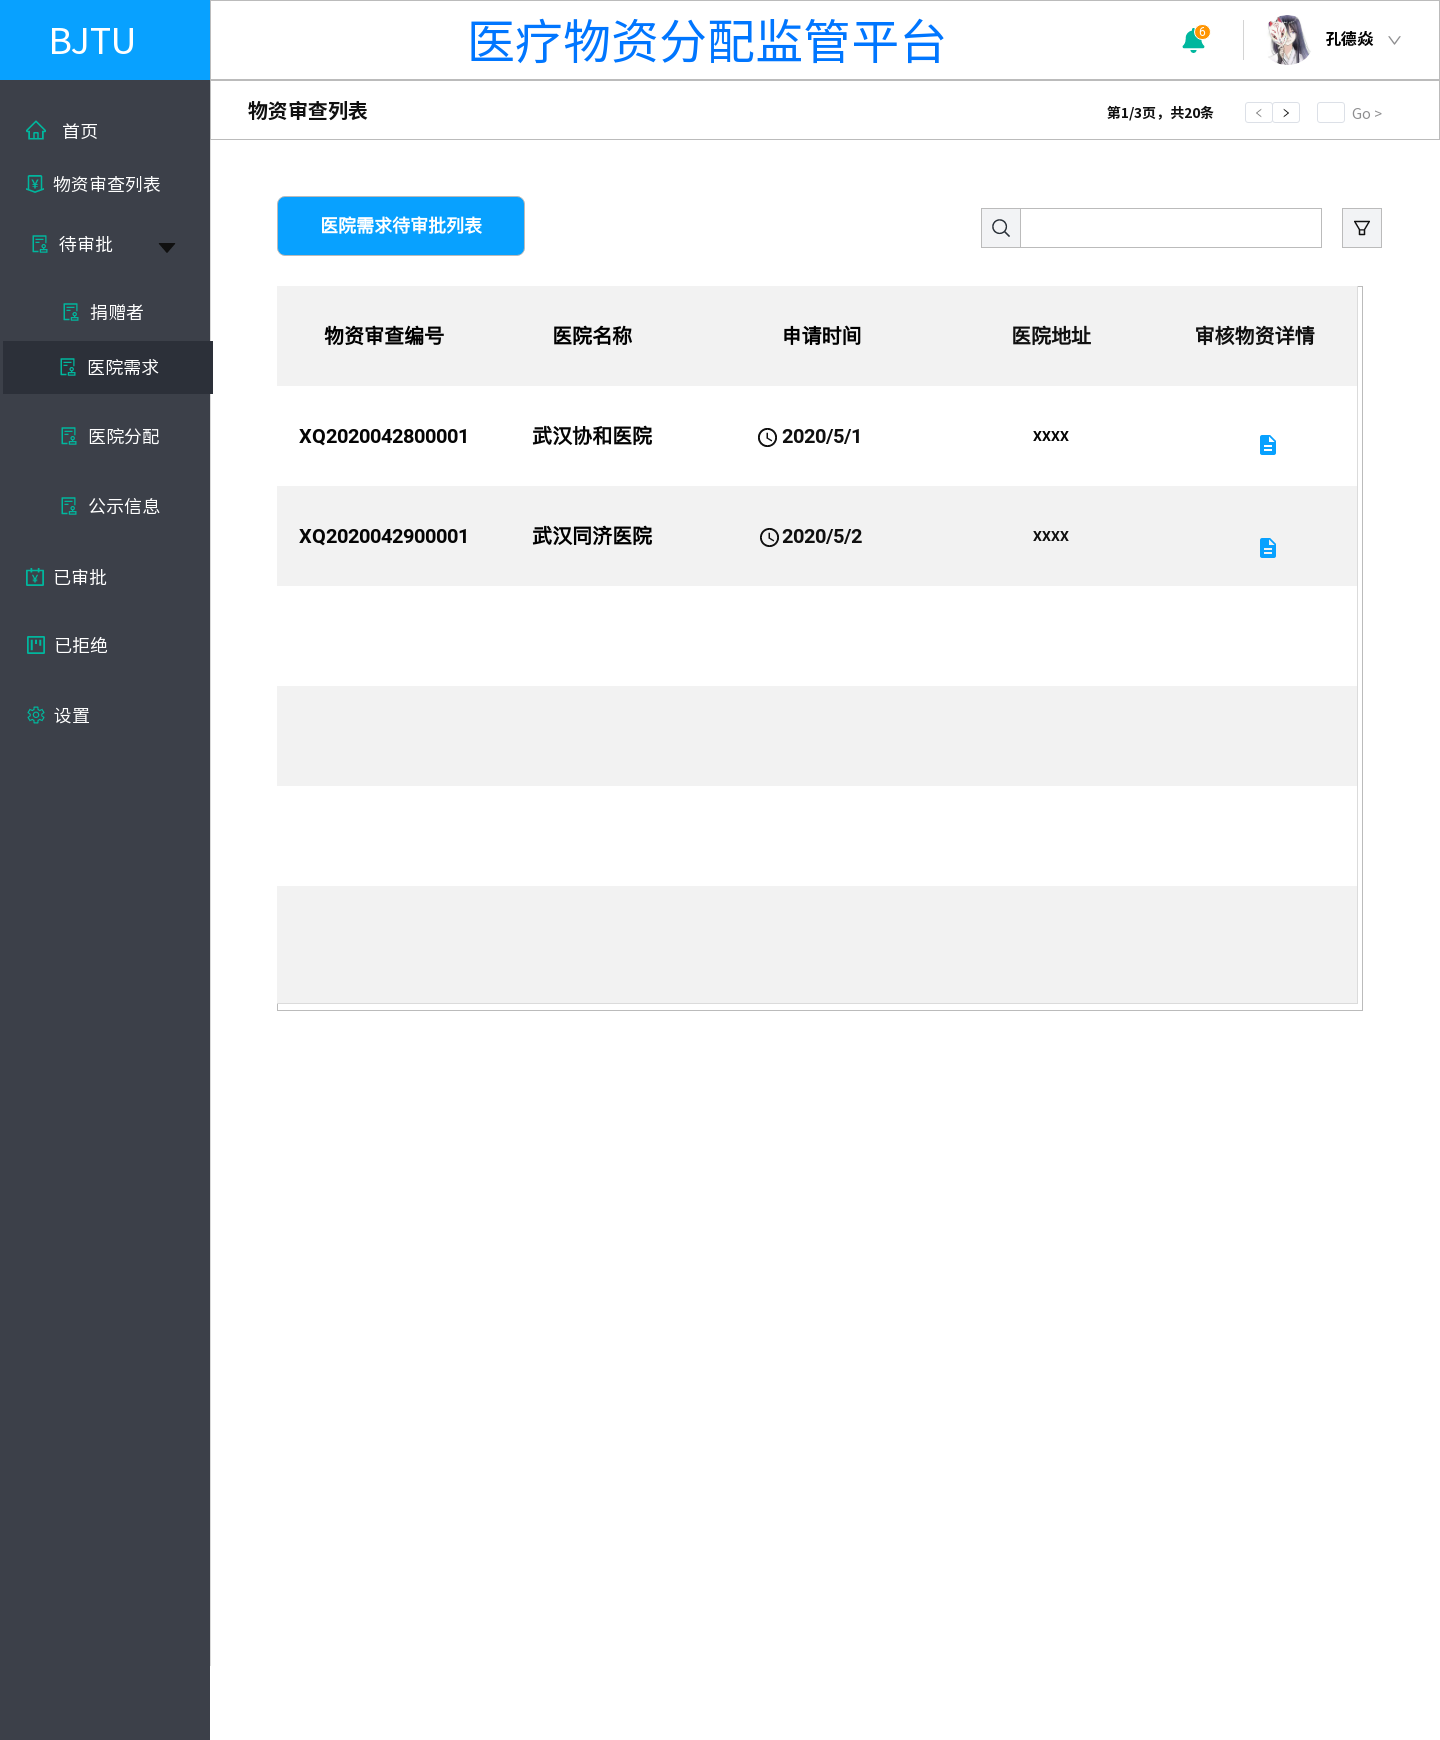 BJTU
医疗物资分配监管平台
6
孔德焱
物资审查列表
第1/3页，共20条
<
>
Go >
首页
物资审查列表
待审批
捐赠者
医院需求
医院分配
公示信息
已审批
已拒绝
设置
医院需求待审批列表
物资审查编号 医院名称 申请时间 医院地址 审核物资详情
XQ2020042800001 武汉协和医院 2020/5/1 xxxx
XQ2020042900001 武汉同济医院 2020/5/2 xxxx